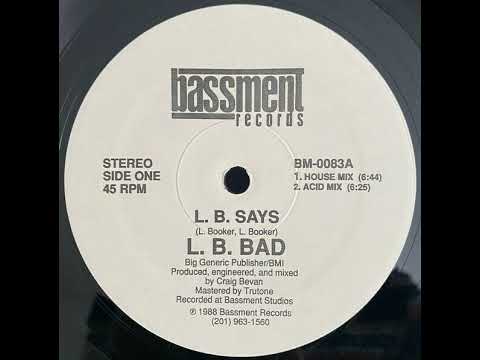 bassment
records
STEREO
SIDE ONE
45 RPM
BM-0083A
1. HOUSE MIX (6:44)
2. ACID MIX (6:25)
L. B. SAYS
(L. Booker, L. Booker)
L. B. BAD
Big Generic Publisher/BMI
Produced, engineered, and mixed
by Craig Bevan
Mastered by Trutone
Recorded at Bassment Studios
℗ 1988 Bassment Records
(201) 963-1560